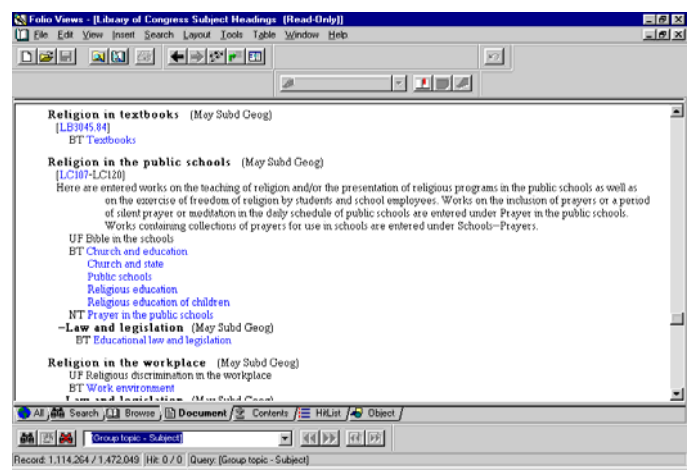 Folio Views - [Library of Congress Subject Headings (Read-Only)]
File Edit View Insert Search Layout Tools Table Window Help
Religion in textbooks (May Subd Geog)
[LB3045.84]
BT Textbooks
Religion in the public schools (May Subd Geog)
[LC107-LC120]
Here are entered works on the teaching of religion and/or the presentation of religious programs in the public schools as well as
on the exercise of freedom of religion by students and school employees. Works on the inclusion of prayers or a period
of silent prayer or meditation in the daily schedule of public schools are entered under Prayer in the public schools.
Works containing collections of prayers for use in schools are entered under Schools—Prayers.
UF Bible in the schools
BT Church and education
Church and state
Public schools
Religious education
Religious education of children
NT Prayer in the public schools
—Law and legislation (May Subd Geog)
BT Educational law and legislation
Religion in the workplace (May Subd Geog)
UF Religious discrimination in the workplace
BT Work environment
Law and legislation (May Subd Geog)
All Search Browse Document Contents HitList Object
[Group topic - Subject]
Record: 1,114,264 / 1,472,049 Hit: 0 / 0 Query: [Group topic - Subject]